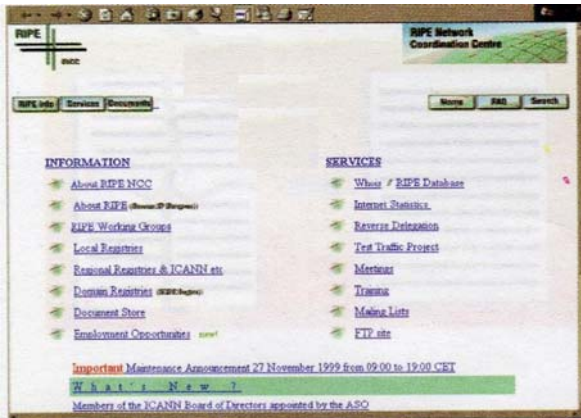 RIPE
NCC
RIPE Network
Coordination Centre
RIPE info Services Documents
Home FAQ Search
INFORMATION
About RIPE NCC
About RIPE
RIPE Working Groups
Local Registries
Regional Registries & ICANN etc
Domain Registries
Document Store
Employment Opportunities new!
SERVICES
Whois // RIPE Database
Internet Statistics
Reverse Delegation
Test Traffic Project
Meetings
Training
Mailing Lists
FTP site
Important Maintenance Announcement 27 November 1999 from 09:00 to 19:00 CET
What's New ?
Members of the ICANN Board of Directors appointed by the ASO